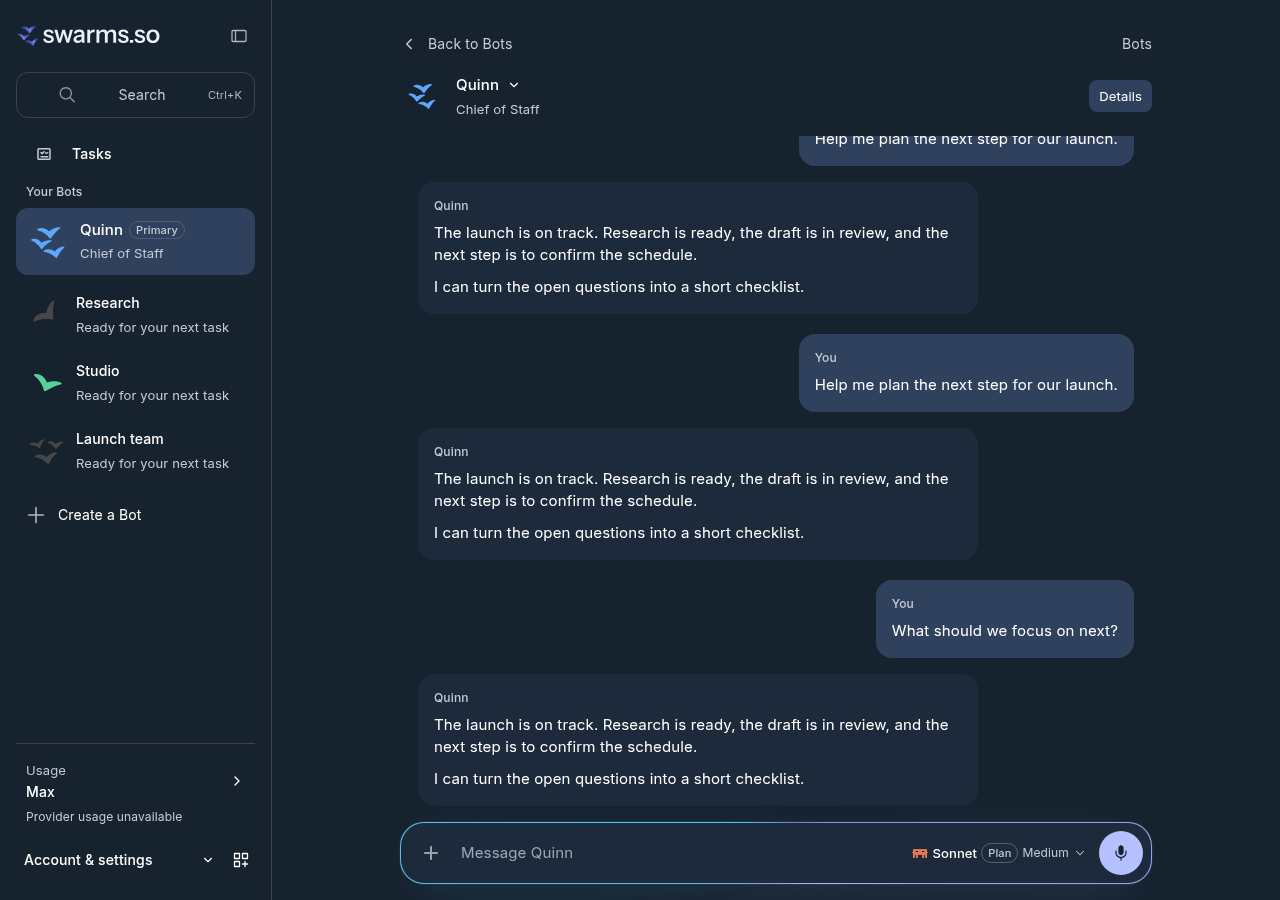 swarms.so
Search Ctrl+K
Tasks
Your Bots
Quinn Primary
Chief of Staff
Research
Ready for your next task
Studio
Ready for your next task
Launch team
Ready for your next task
Create a Bot
Usage
Max
Provider usage unavailable
Account & settings
Back to Bots
Bots
Quinn
Chief of Staff
Details
Help me plan the next step for our launch.
Quinn
The launch is on track. Research is ready, the draft is in review, and the
next step is to confirm the schedule.
I can turn the open questions into a short checklist.
You
Help me plan the next step for our launch.
Quinn
The launch is on track. Research is ready, the draft is in review, and the
next step is to confirm the schedule.
I can turn the open questions into a short checklist.
You
What should we focus on next?
Quinn
The launch is on track. Research is ready, the draft is in review, and the
next step is to confirm the schedule.
I can turn the open questions into a short checklist.
Message Quinn
Sonnet Plan Medium